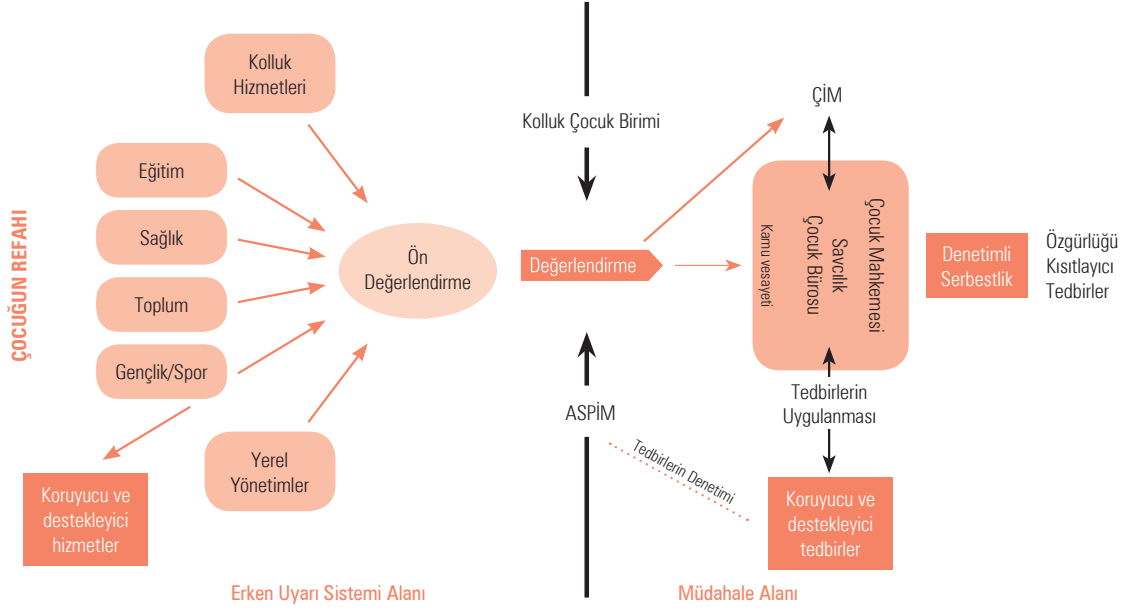 ÇOCUĞUN REFAHI
Kolluk
Hizmetleri
Eğitim
Sağlık
Toplum
Gençlik/Spor
Yerel
Yönetimler
Koruyucu ve
destekleyici
hizmetler
Ön
Değerlendirme
Erken Uyarı Sistemi Alanı
Kolluk Çocuk Birimi
Değerlendirme
ASPİM
Tedbirlerin Denetimi
ÇİM
Kamu vesayeti
Savcılık
Çocuk Bürosu
Çocuk Mahkemesi
Tedbirlerin
Uygulanması
Koruyucu ve
destekleyici
tedbirler
Denetimli
Serbestlik
Özgürlüğü
Kısıtlayıcı
Tedbirler
Müdahale Alanı